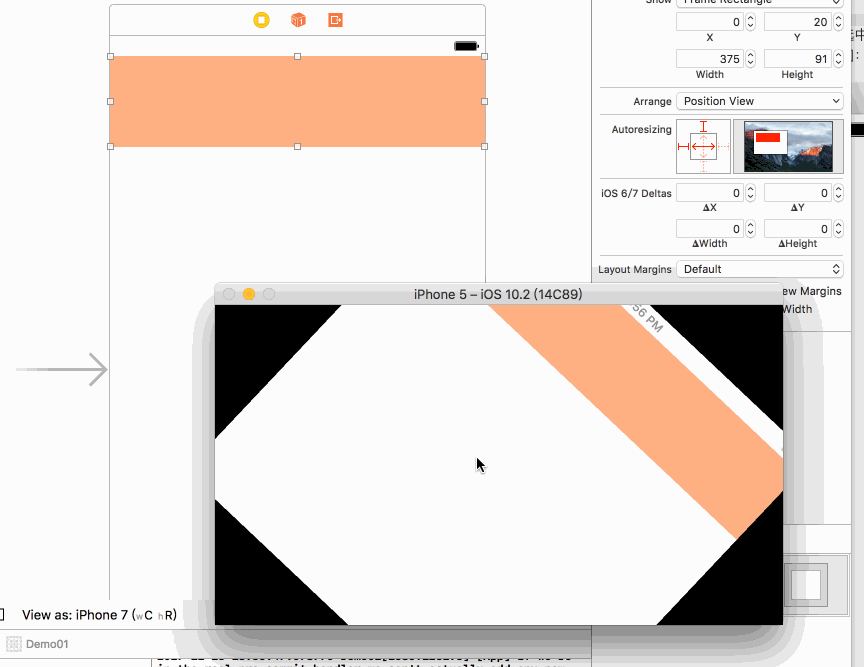 Show Frame Rectangle
0 20
X Y
375 91
Width Height
Arrange Position View
Autoresizing
iOS 6/7 Deltas 0 0
ΔX ΔY
0 0
ΔWidth ΔHeight
Layout Margins Default
ew Margins
Width
iPhone 5 – iOS 10.2 (14C89)
56 PM
View as: iPhone 7 (wC hR)
Demo01